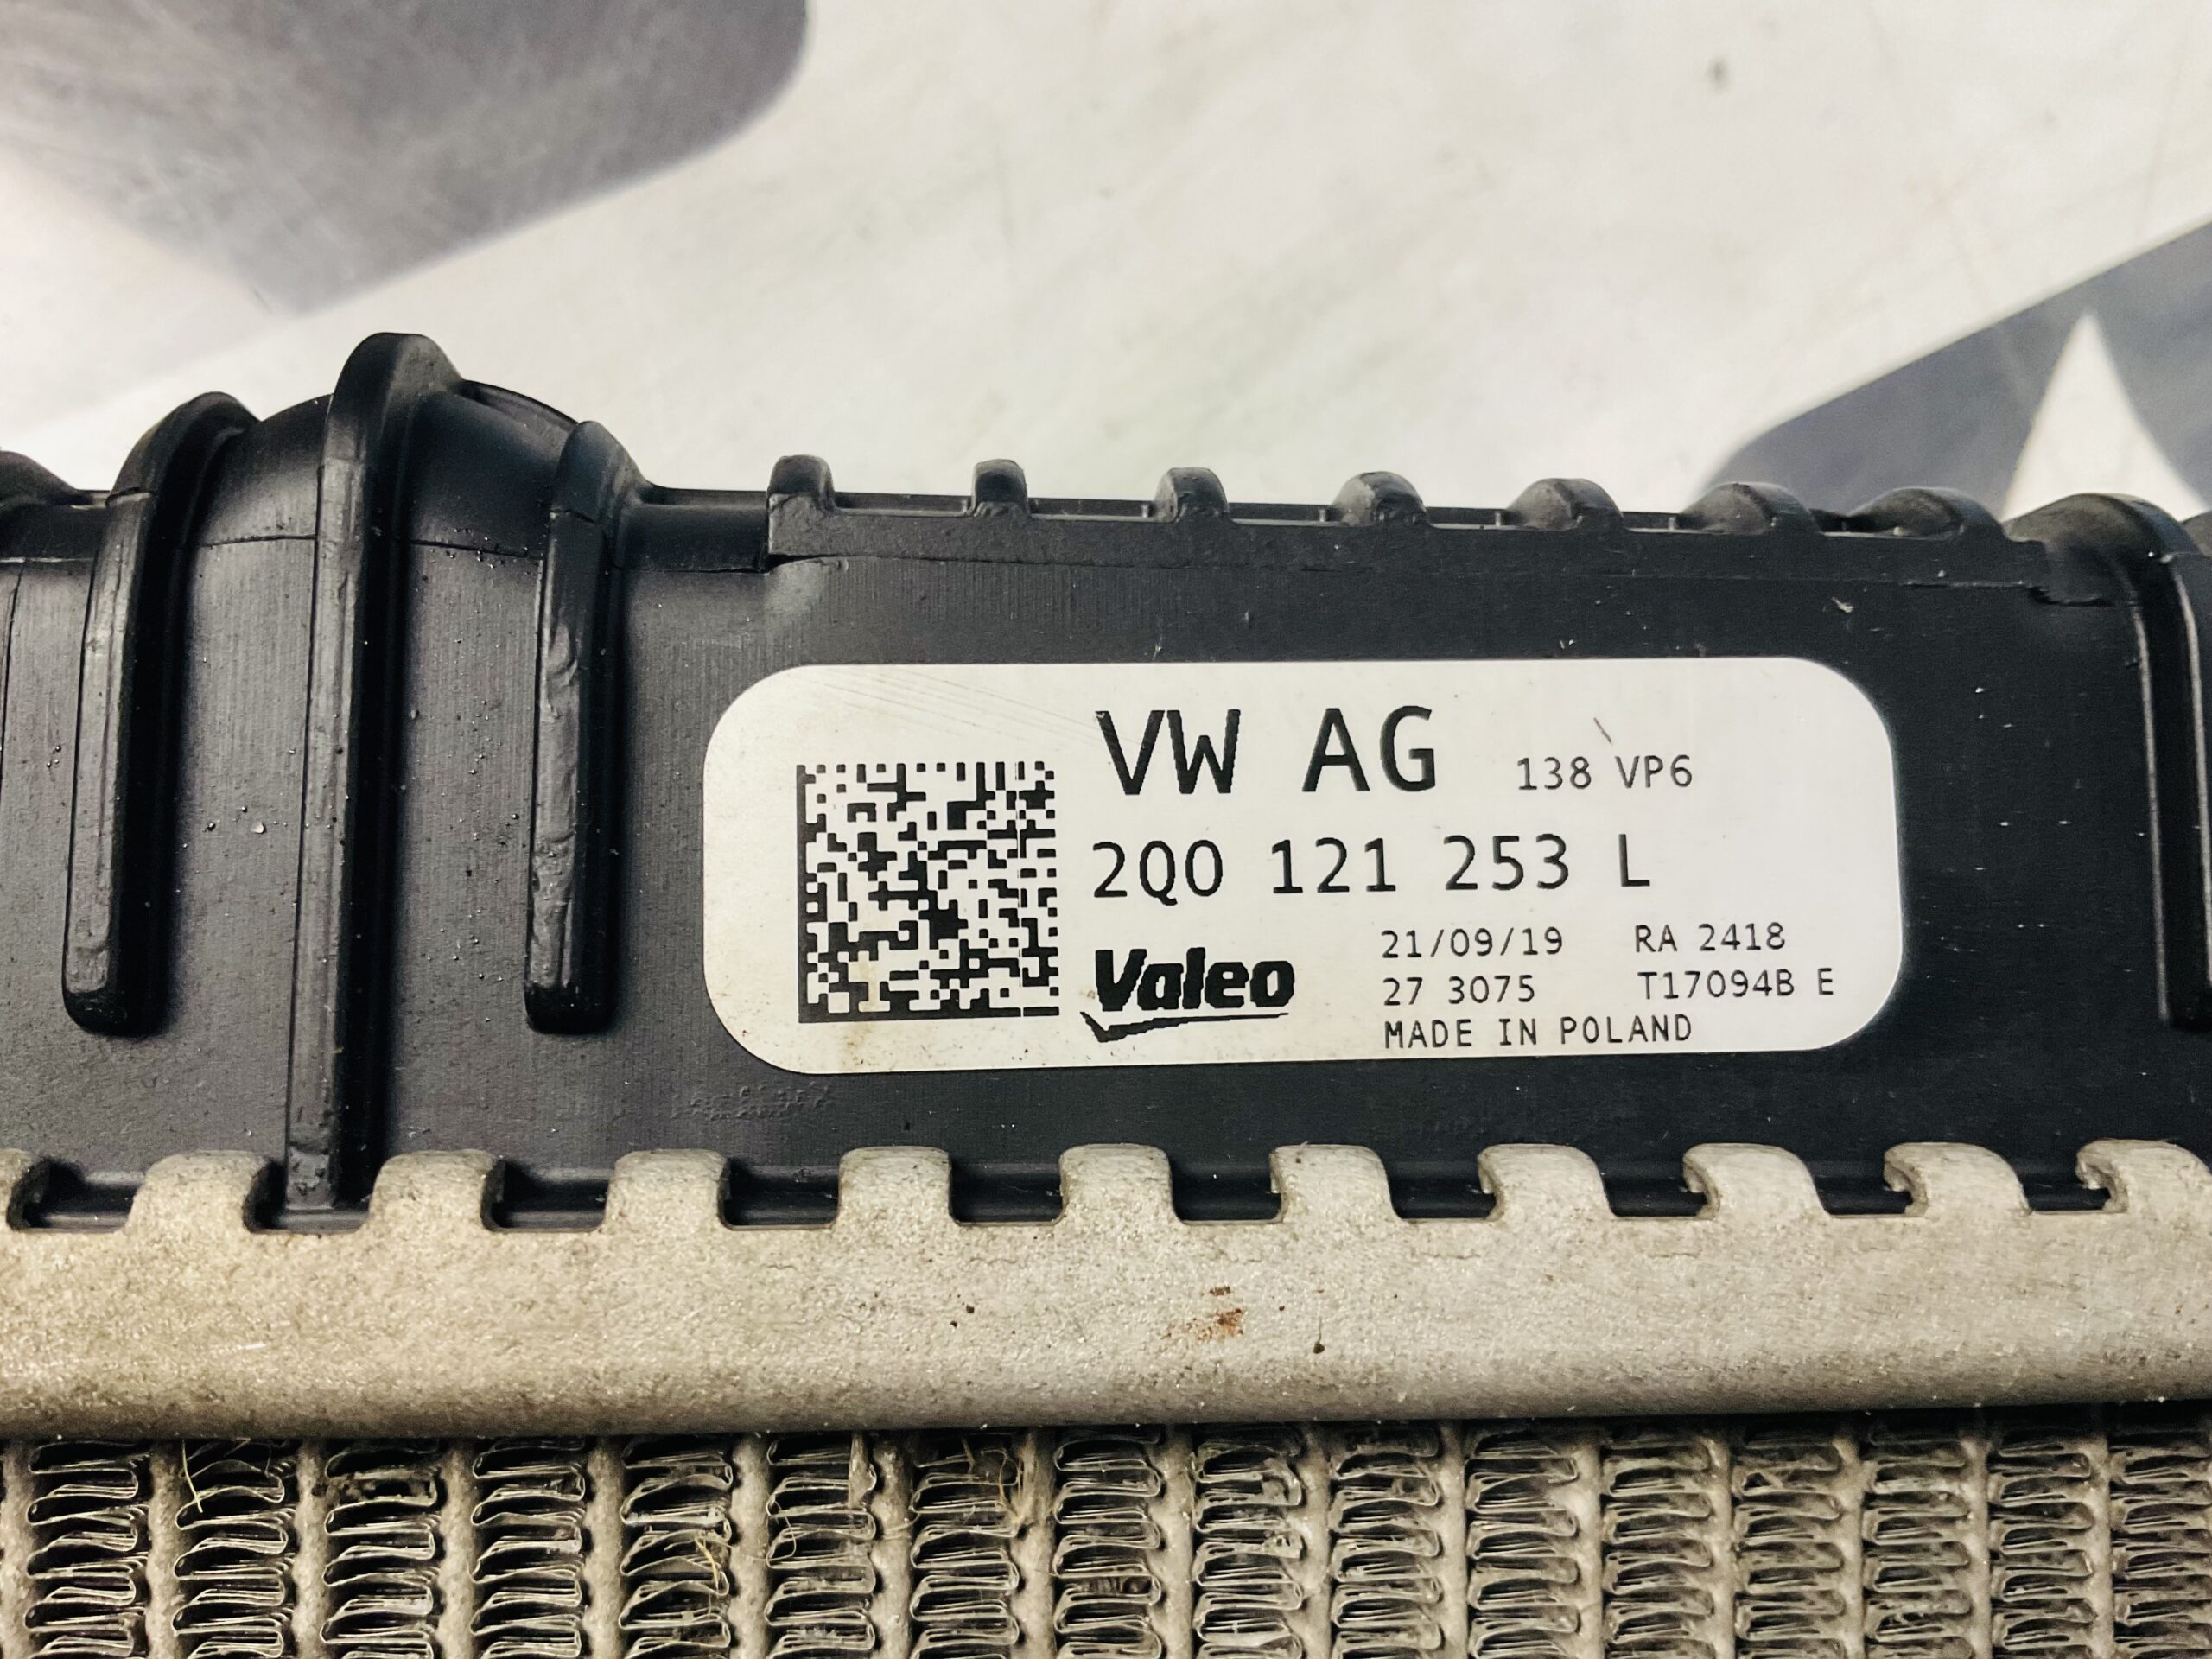 VW AG 138 VP6
2Q0 121 253 L
Valeo
21/09/19 RA 2418
27 3075 T17094B E
MADE IN POLAND